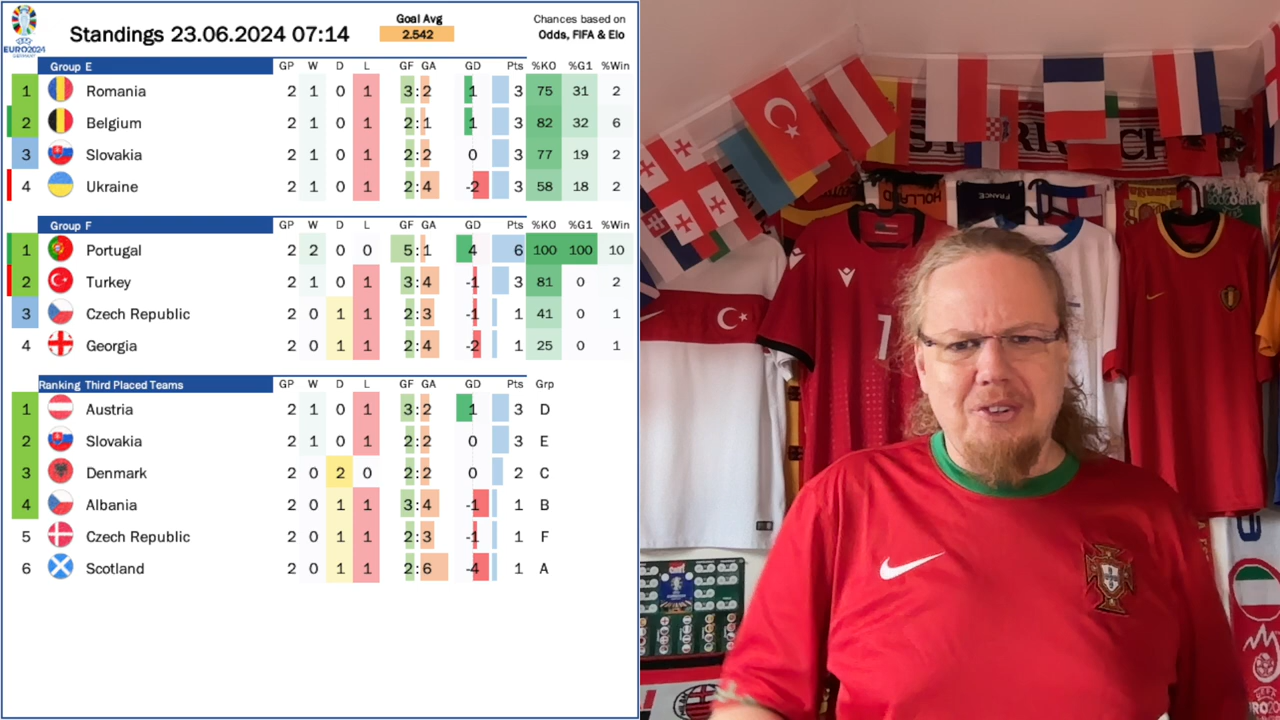 EURO2024
GERMANY
Standings 23.06.2024 07:14
Goal Avg
2.542
Chances based on
Odds, FIFA & Elo
Group E GP W D L GF GA GD Pts %KO %G1 %Win
1 Romania 2 1 0 1 3:2 1 3 75 31 2
2 Belgium 2 1 0 1 2:1 1 3 82 32 6
3 Slovakia 2 1 0 1 2:2 0 3 77 19 2
4 Ukraine 2 1 0 1 2:4 -2 3 58 18 2
Group F GP W D L GF GA GD Pts %KO %G1 %Win
1 Portugal 2 2 0 0 5:1 4 6 100 100 10
2 Turkey 2 1 0 1 3:4 -1 3 81 0 2
3 Czech Republic 2 0 1 1 2:3 -1 1 41 0 1
4 Georgia 2 0 1 1 2:4 -2 1 25 0 1
Ranking Third Placed Teams GP W D L GF GA GD Pts Grp
1 Austria 2 1 0 1 3:2 1 3 D
2 Slovakia 2 1 0 1 2:2 0 3 E
3 Denmark 2 0 2 0 2:2 0 2 C
4 Albania 2 0 1 1 3:4 -1 1 B
5 Czech Republic 2 0 1 1 2:3 -1 1 F
6 Scotland 2 0 1 1 2:6 -4 1 A
HOLLAND
FRANCE